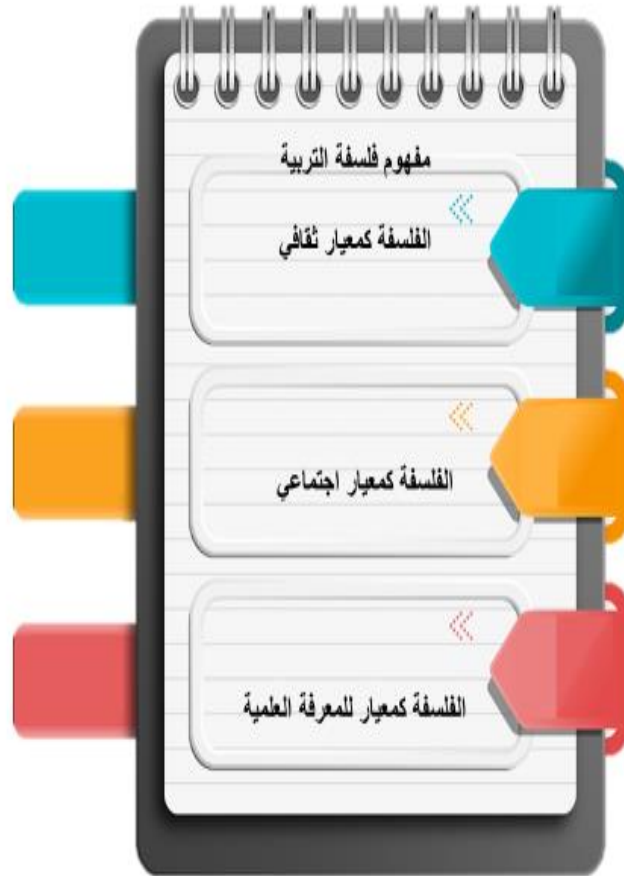 مفهوم فلسفة التربية
الفلسفة كمعيار ثقافي
الفلسفة كمعيار اجتماعي
الفلسفة كمعيار للمعرفة العلمية